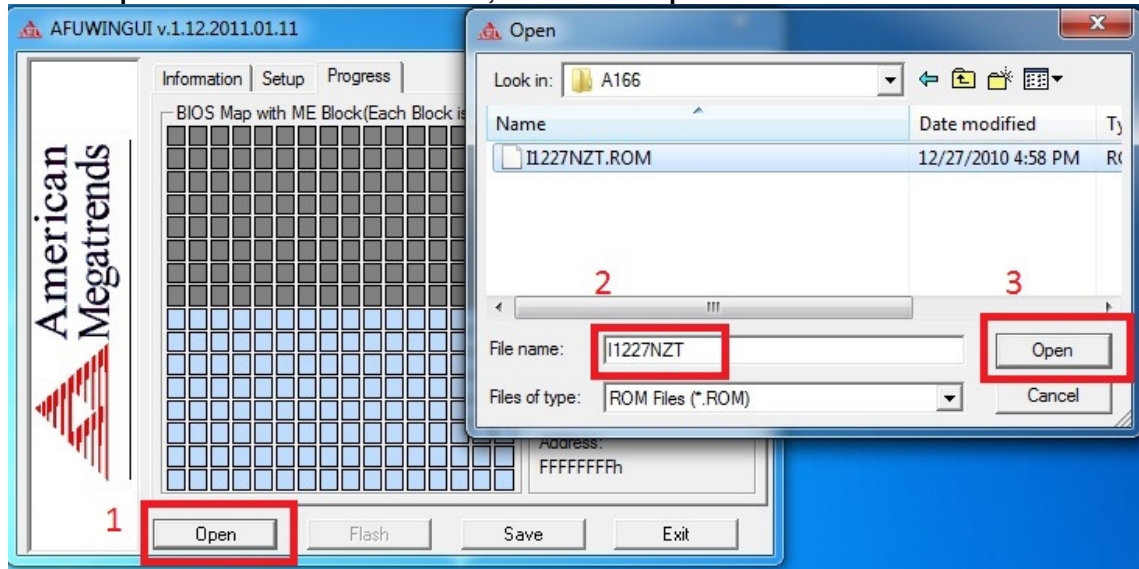 AFUWINGUI v.1.12.2011.01.11
American
Megatrends
Information
Setup
Progress
BIOS Map with ME Block(Each Block is
Address:
FFFFFFFFh
1
Open
Flash
Save
Exit
Open
Look in:
A166
Name
Date modified
I1227NZT.ROM
12/27/2010 4:58 PM
2
3
File name:
I1227NZT
Open
Files of type:
ROM Files (*.ROM)
Cancel